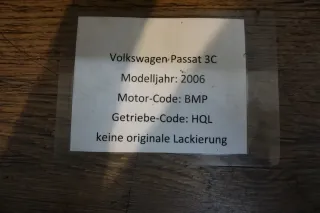 Volkswagen Passat 3C
Modelljahr: 2006
Motor-Code: BMP
Getriebe-Code: HQL
keine originale Lackierung